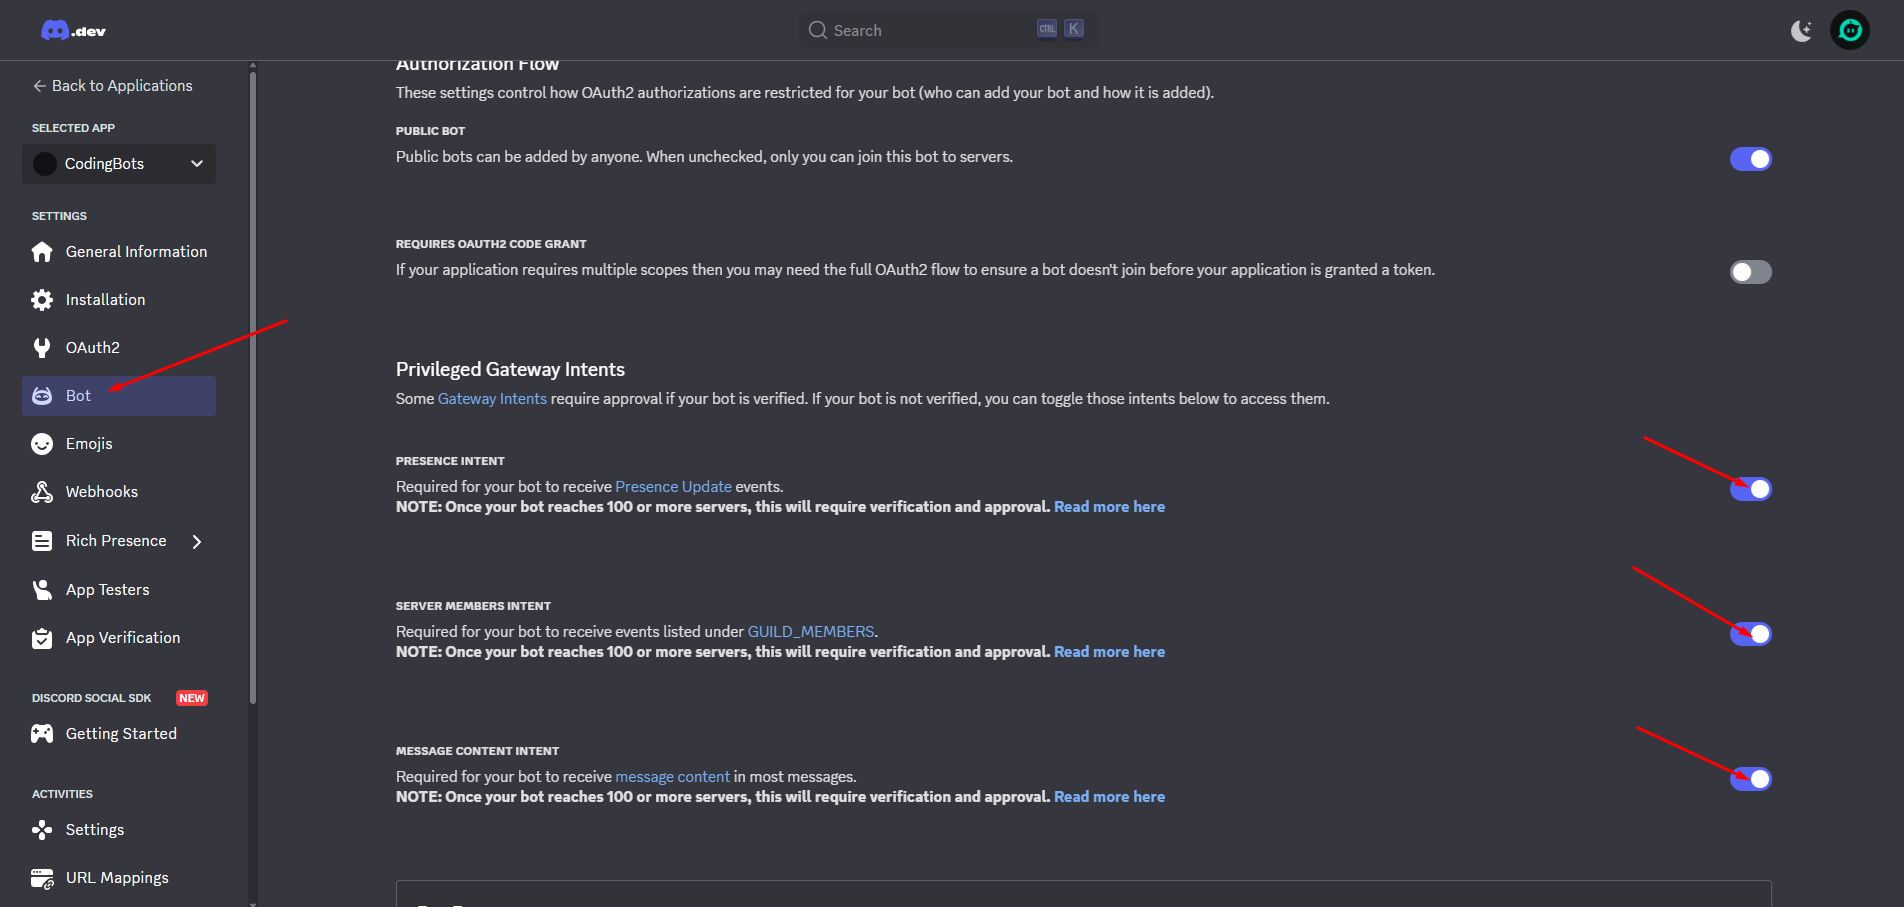 .dev
Search
CTRL
K
Back to Applications
SELECTED APP
CodingBots
SETTINGS
General Information
Installation
OAuth2
Bot
Emojis
Webhooks
Rich Presence
App Testers
App Verification
DISCORD SOCIAL SDK
NEW
Getting Started
ACTIVITIES
Settings
URL Mappings
Authorization Flow
These settings control how OAuth2 authorizations are restricted for your bot (who can add your bot and how it is added).
PUBLIC BOT
Public bots can be added by anyone. When unchecked, only you can join this bot to servers.
REQUIRES OAUTH2 CODE GRANT
If your application requires multiple scopes then you may need the full OAuth2 flow to ensure a bot doesn't join before your application is granted a token.
Privileged Gateway Intents
Some Gateway Intents require approval if your bot is verified. If your bot is not verified, you can toggle those intents below to access them.
PRESENCE INTENT
Required for your bot to receive Presence Update events.
NOTE: Once your bot reaches 100 or more servers, this will require verification and approval. Read more here
SERVER MEMBERS INTENT
Required for your bot to receive events listed under GUILD_MEMBERS.
NOTE: Once your bot reaches 100 or more servers, this will require verification and approval. Read more here
MESSAGE CONTENT INTENT
Required for your bot to receive message content in most messages.
NOTE: Once your bot reaches 100 or more servers, this will require verification and approval. Read more here